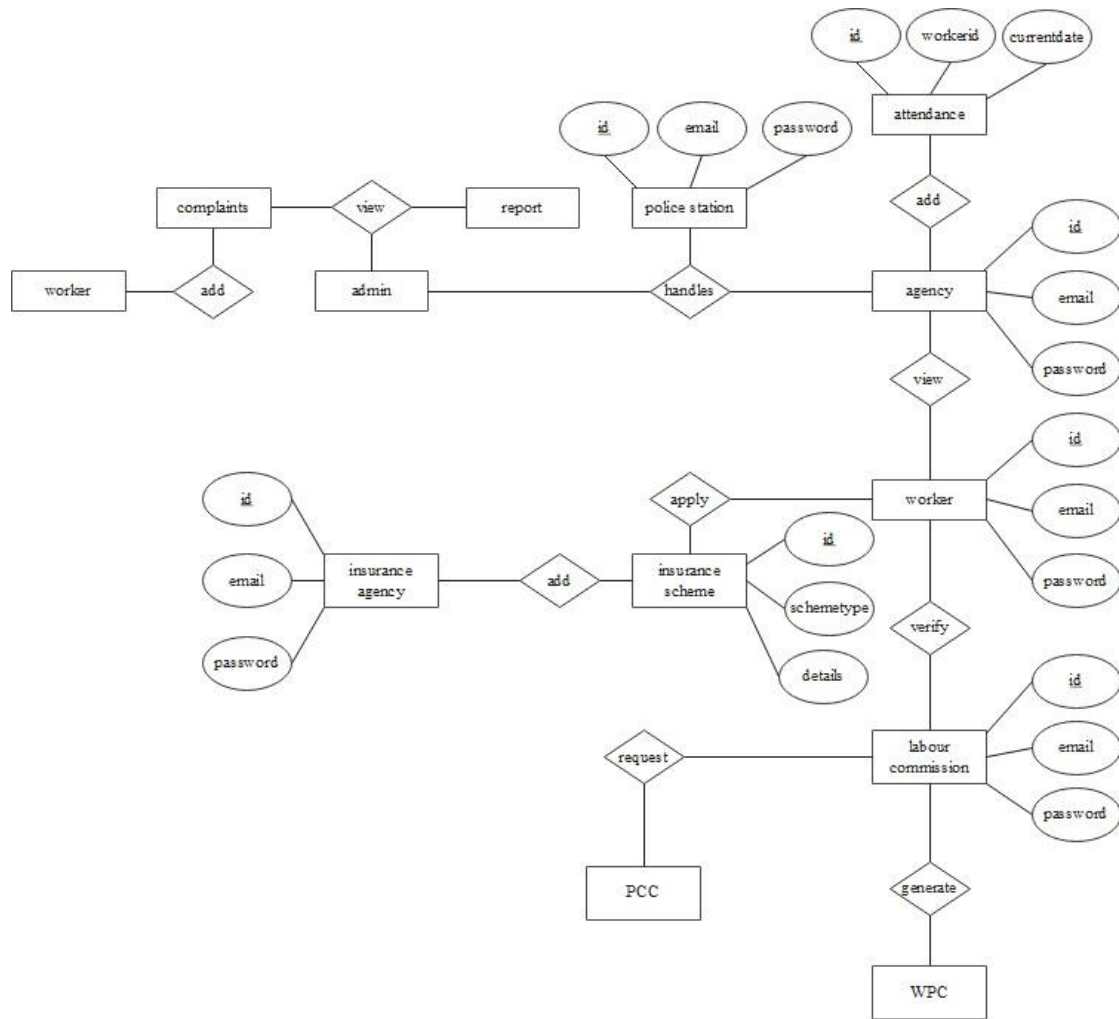 id
workerid
currentdate
attendance
id
email
password
add
complaints
view
report
police station
id
worker
add
admin
handles
agency
email
password
view
id
id
apply
worker
id
email
email
insurance
agency
add
insurance
scheme
schemetype
password
password
verify
details
id
request
labour
commission
email
password
PCC
generate
WPC